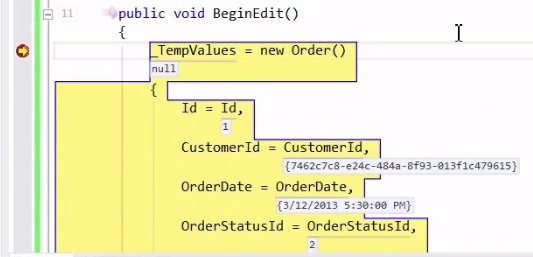 11 public void BeginEdit()
{
_TempValues = new Order()
null
{
Id = Id,
1
CustomerId = CustomerId,
{7462c7c8-e24c-484a-8f93-013f1c479615}
OrderDate = OrderDate,
{3/12/2013 5:30:00 PM}
OrderStatusId = OrderStatusId,
2